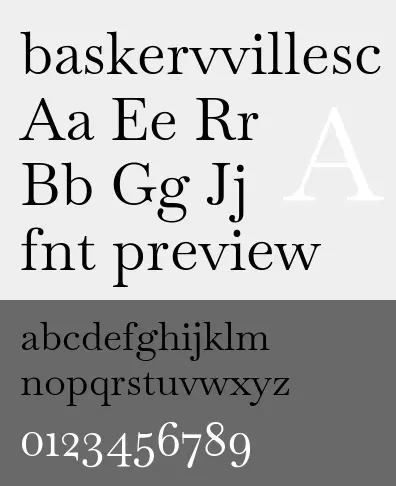 baskervvillesc
Aa Ee Rr
A
Bb Gg Jj
fnt preview
abcdefghijklm
nopqrstuvwxyz
0123456789